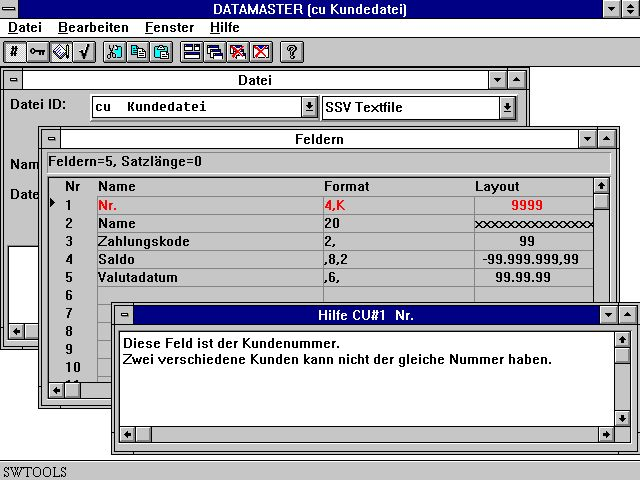 DATAMASTER (cu Kundedatei)
Datei Bearbeiten Fenster Hilfe
Datei
Datei ID: cu Kundedatei SSV Textfile
Feldern
Nam
Feldern=5, Satzlänge=0
Date
Nr Name Format Layout
1 Nr. 4,K 9999
2 Name 20 xxxxxxxxxxxxxxxx
3 Zahlungskode 2, 99
4 Saldo ,8,2 -99.999.999,99
5 Valutadatum ,6, 99.99.99
6
7
8
9
10
Hilfe CU#1 Nr.
Diese Feld ist der Kundenummer.
Zwei verschiedene Kunden kann nicht der gleiche Nummer haben.
SWTOOLS